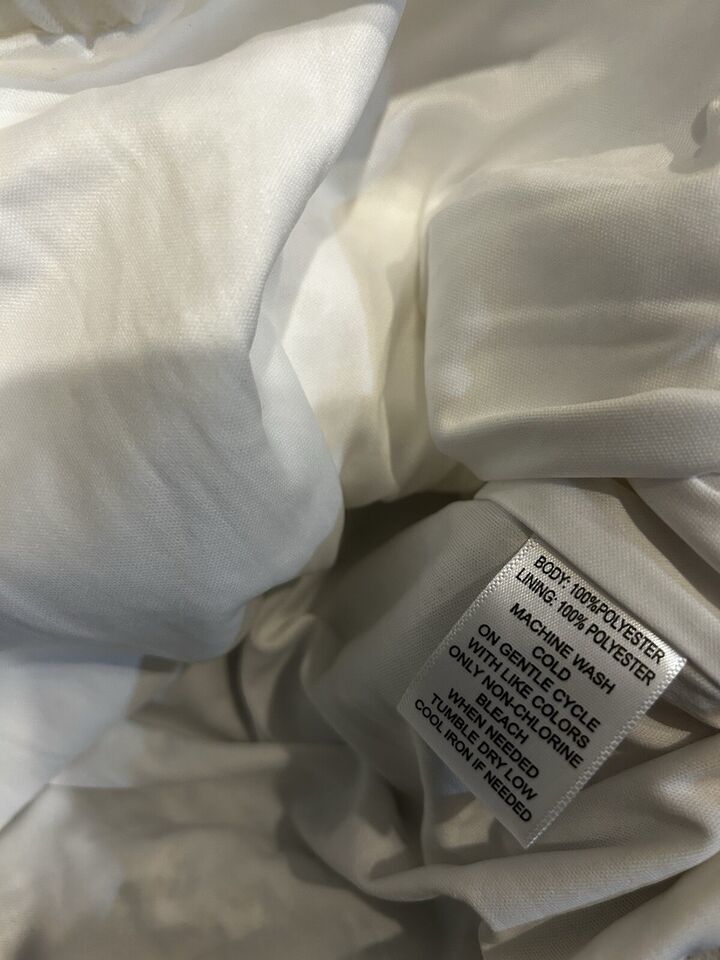 BODY: 100%POLYESTER
LINING: 100% POLYESTER
MACHINE WASH
COLD
ON GENTLE CYCLE
WITH LIKE COLORS
ONLY NON-CHLORINE
BLEACH
WHEN NEEDED
TUMBLE DRY LOW
COOL IRON IF NEEDED